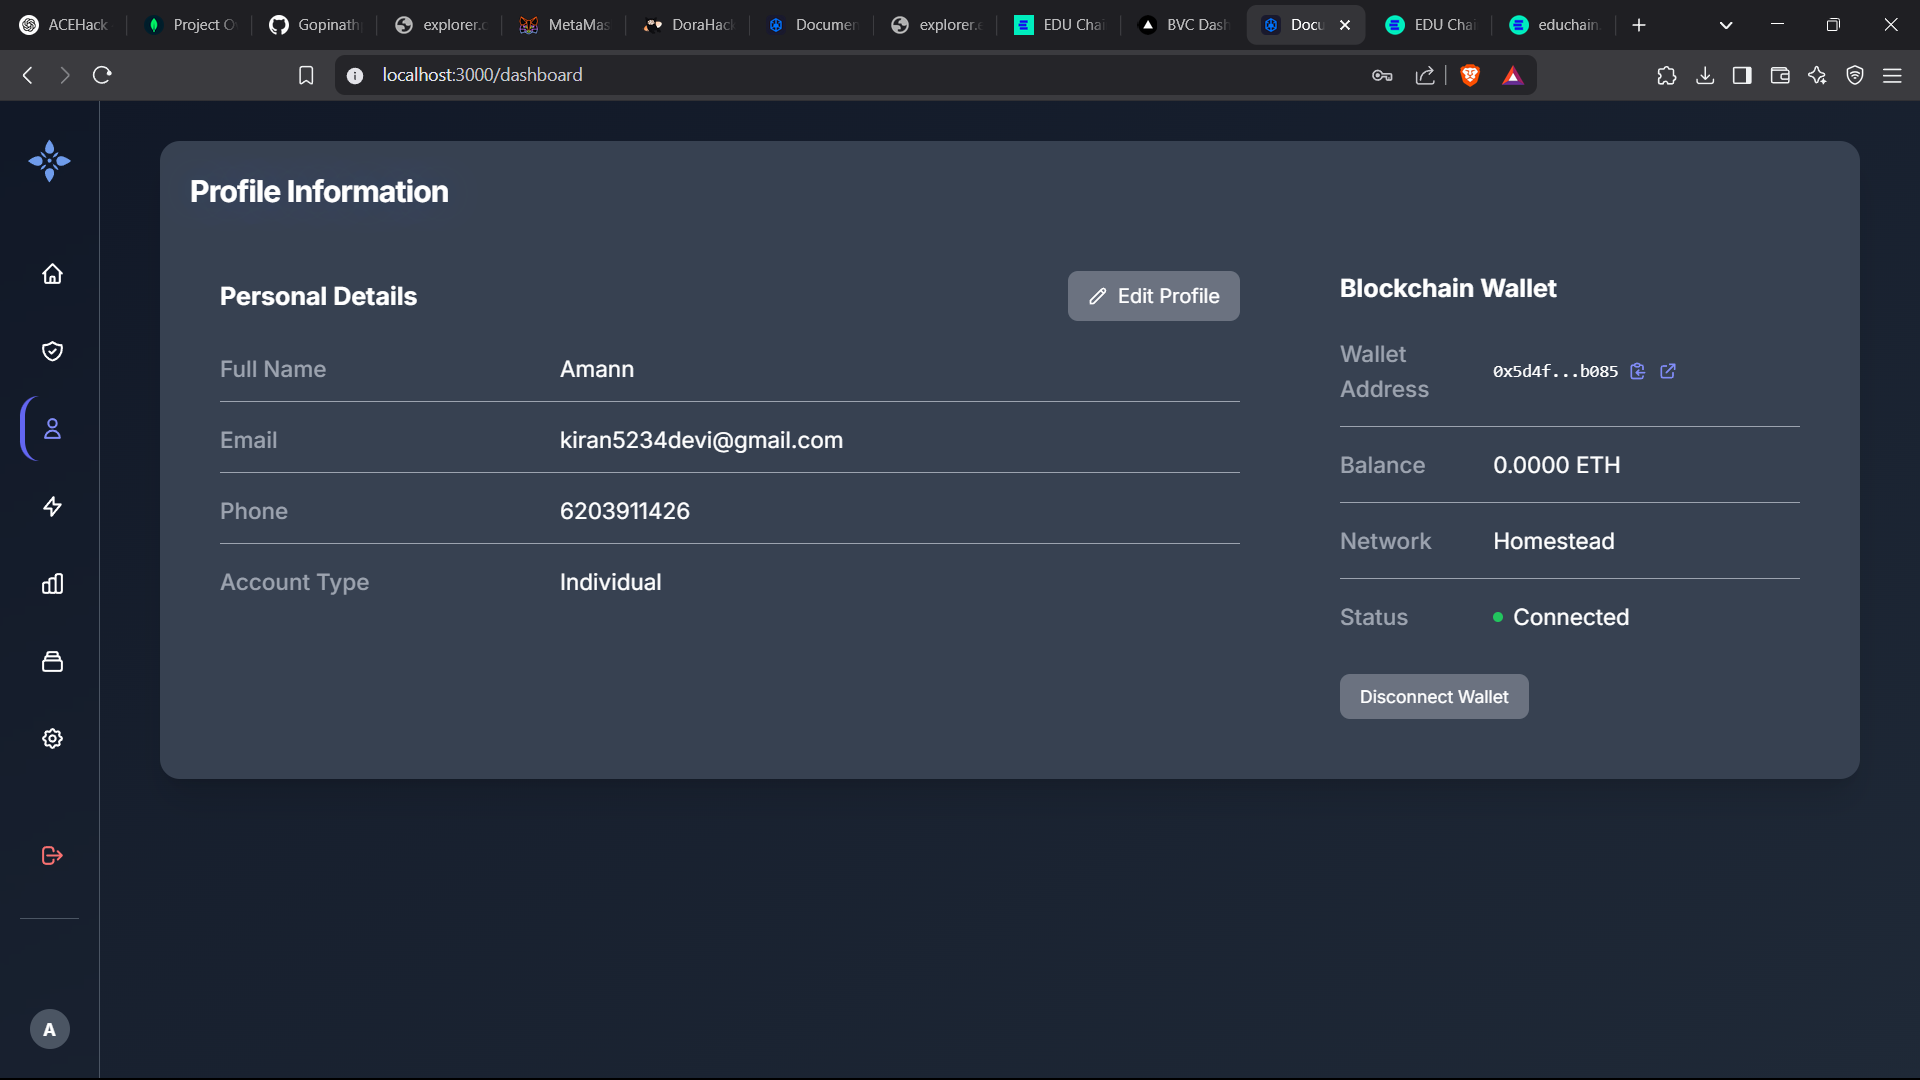 ACEHack
Project O
Gopinath
explorer.c
MetaMas
DoraHack
Documen
explorer.e
EDU Chai
BVC Dash
Docu
EDU Chai
educhain.
localhost:3000/dashboard
Profile Information
Personal Details
Edit Profile
Full Name
Amann
Email
kiran5234devi@gmail.com
Phone
6203911426
Account Type
Individual
Blockchain Wallet
Wallet
Address
0x5d4f...b085
Balance
0.0000 ETH
Network
Homestead
Status
Connected
Disconnect Wallet
A